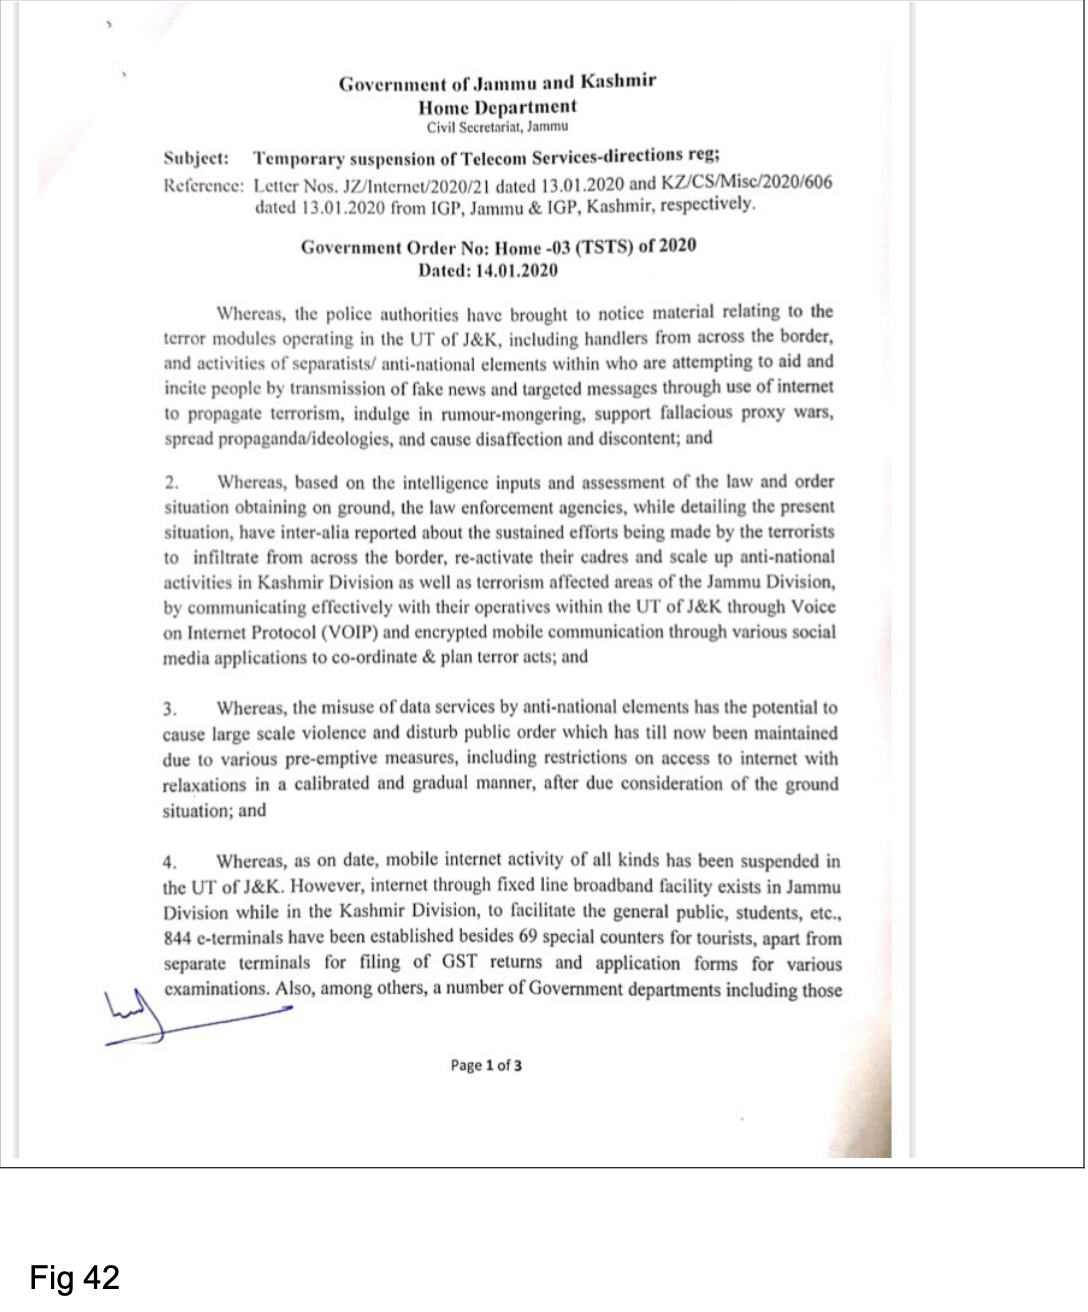 Government of Jammu and Kashmir
Home Department
Civil Secretariat, Jammu
Subject: Temporary suspension of Telecom Services-directions reg;
Reference: Letter Nos. JZ/Internet/2020/21 dated 13.01.2020 and KZ/CS/Misc/2020/606
dated 13.01.2020 from IGP, Jammu & IGP, Kashmir, respectively.
Government Order No: Home -03 (TSTS) of 2020
Dated: 14.01.2020
Whereas, the police authorities have brought to notice material relating to the
terror modules operating in the UT of J&K, including handlers from across the border,
and activities of separatists/ anti-national elements within who are attempting to aid and
incite people by transmission of fake news and targeted messages through use of internet
to propagate terrorism, indulge in rumour-mongering, support fallacious proxy wars,
spread propaganda/ideologies, and cause disaffection and discontent; and
2. Whereas, based on the intelligence inputs and assessment of the law and order
situation obtaining on ground, the law enforcement agencies, while detailing the present
situation, have inter-alia reported about the sustained efforts being made by the terrorists
to infiltrate from across the border, re-activate their cadres and scale up anti-national
activities in Kashmir Division as well as terrorism affected areas of the Jammu Division,
by communicating effectively with their operatives within the UT of J&K through Voice
on Internet Protocol (VOIP) and encrypted mobile communication through various social
media applications to co-ordinate & plan terror acts; and
3. Whereas, the misuse of data services by anti-national elements has the potential to
cause large scale violence and disturb public order which has till now been maintained
due to various pre-emptive measures, including restrictions on access to internet with
relaxations in a calibrated and gradual manner, after due consideration of the ground
situation; and
4. Whereas, as on date, mobile internet activity of all kinds has been suspended in
the UT of J&K. However, internet through fixed line broadband facility exists in Jammu
Division while in the Kashmir Division, to facilitate the general public, students, etc.,
844 e-terminals have been established besides 69 special counters for tourists, apart from
separate terminals for filing of GST returns and application forms for various
examinations. Also, among others, a number of Government departments including those
Page 1 of 3
Fig 42